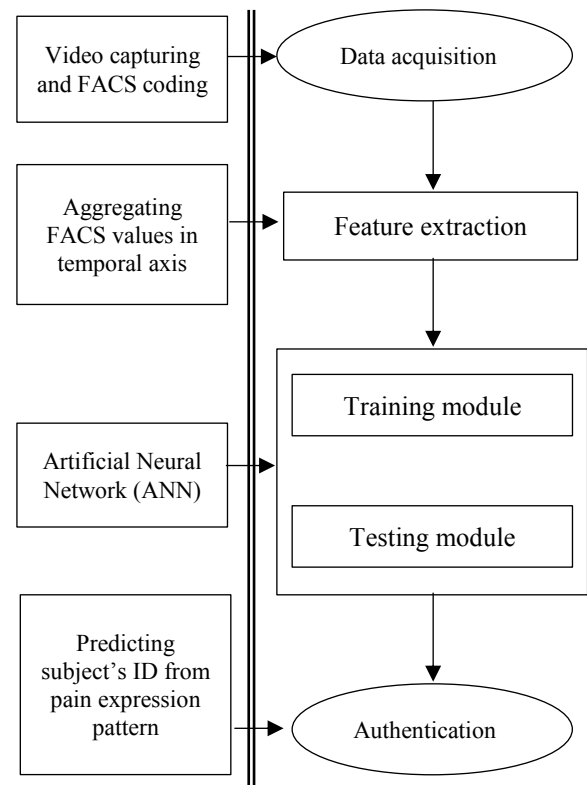 Video capturing
and FACS coding
Data acquisition
Aggregating
FACS values in
temporal axis
Feature extraction
Training module
Artificial Neural
Network (ANN)
Testing module
Predicting
subject’s ID from
pain expression
pattern
Authentication